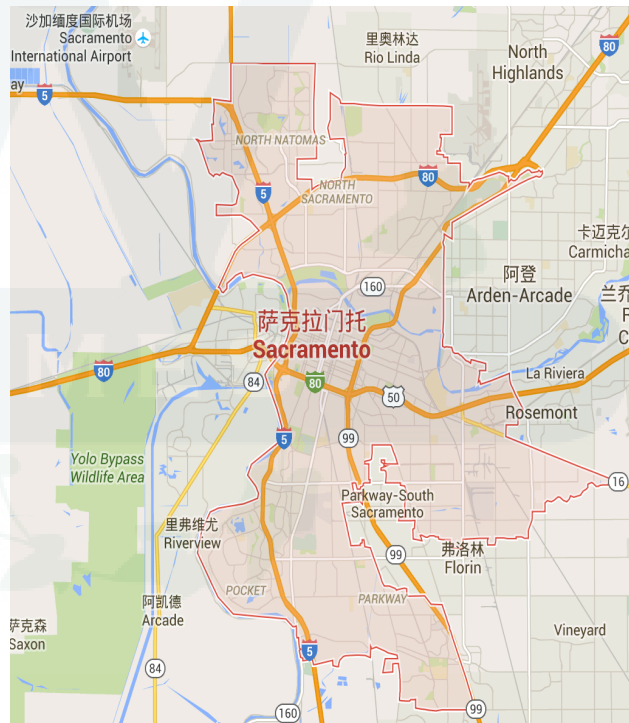 沙加缅度国际机场
Sacramento
International Airport
里奥林达
Rio Linda
North
Highlands
80
ay
5
NORTH NATOMAS
80
5
NORTH
SACRAMENTO
卡迈克尔
Carmicha
阿登
Arden-Arcade
160
兰乔
萨克拉门托
Sacramento
80
84
80
50
La Riviera
Rosemont
5
99
Yolo Bypass
Wildlife Area
16
Parkway-South
Sacramento
里弗维尤
Riverview
99
弗洛林
Florin
POCKET
PARKWAY
阿凯德
Arcade
萨克森
Saxon
Vineyard
5
84
160
99